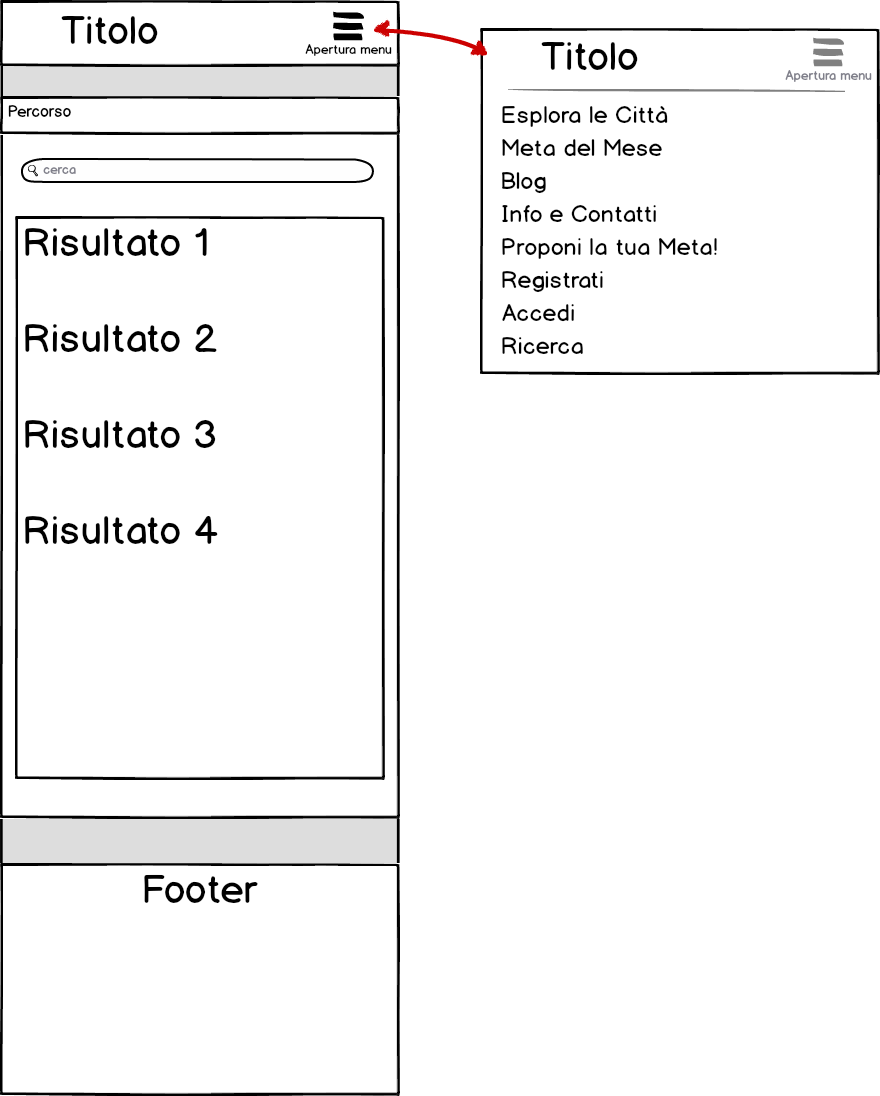 Titolo
Apertura menu
Percorso
cerca
Risultato 1
Risultato 2
Risultato 3
Risultato 4
Footer
Titolo
Apertura menu
Esplora le Città
Meta del Mese
Blog
Info e Contatti
Proponi la tua Meta!
Registrati
Accedi
Ricerca